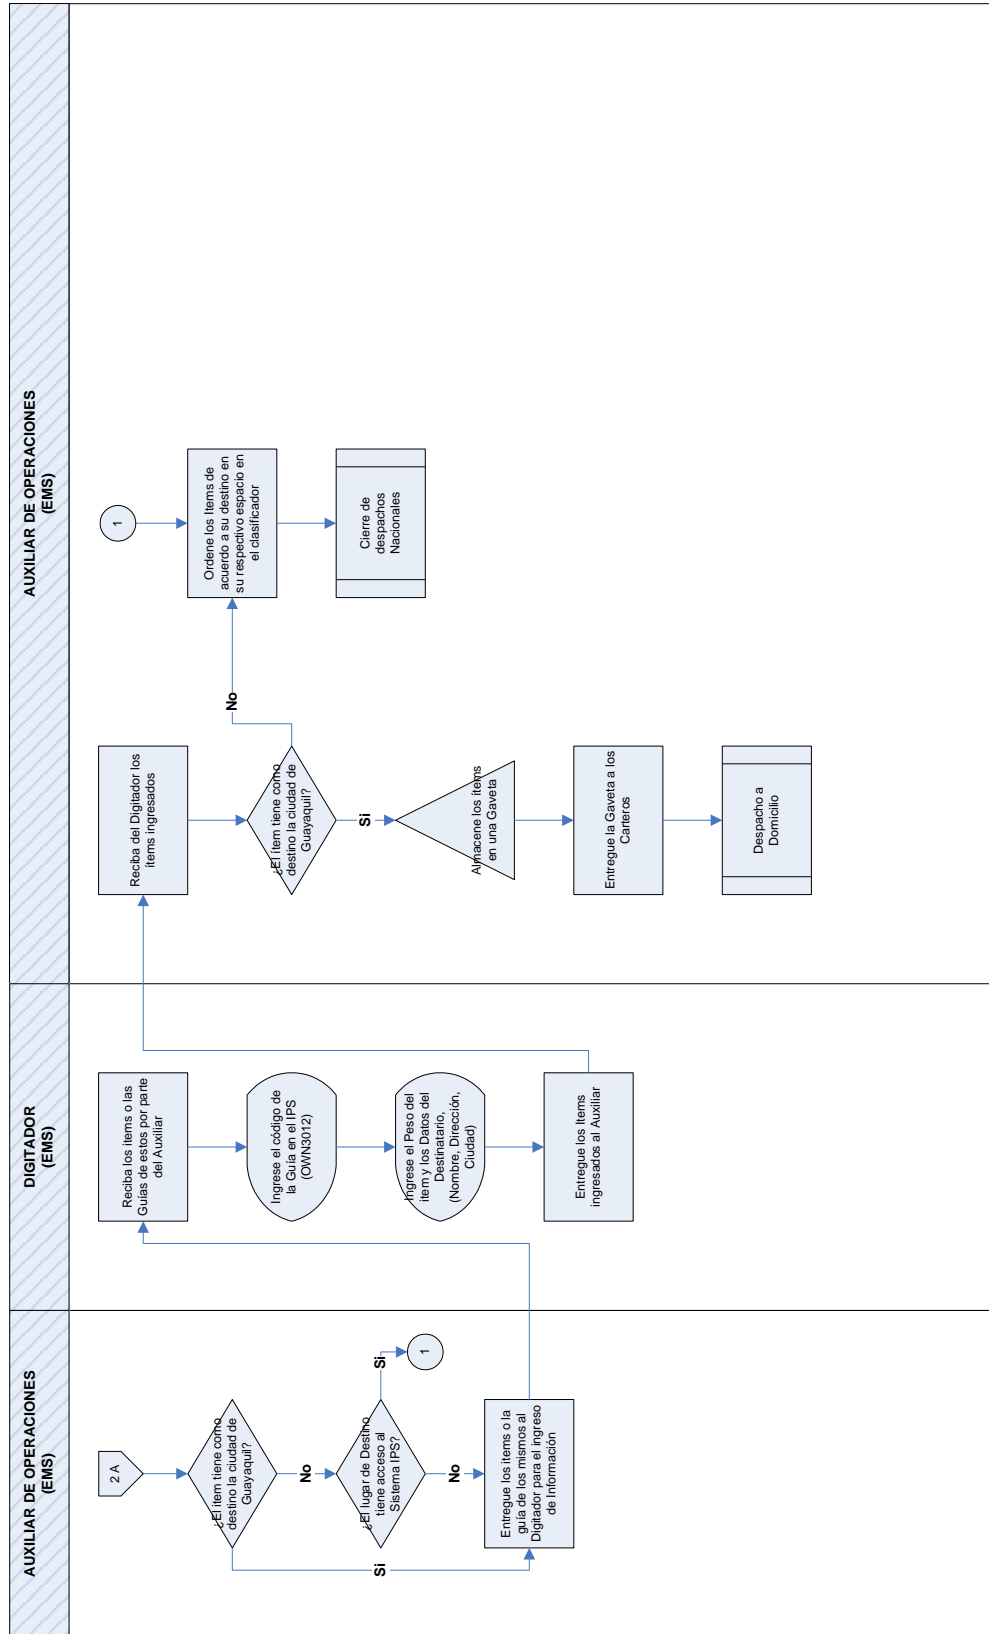 AUXILIAR DE OPERACIONES
(EMS)
2 A
¿El item tiene como
destino la ciudad de
Guayaquil?
No
Si
¿El lugar de Destino
tiene acceso al
Sistema IPS?
Si
1
No
Entregue los items o la
guía de los mismos al
Digitador para el ingreso
de Información
DIGITADOR
(EMS)
Reciba los items o las
Guías de estos por parte
del Auxiliar
Ingrese el código de
la Guía en el IPS
(OWN3012)
Ingrese el Peso del
item y los Datos del
Destinatario,
(Nombre, Dirección,
Ciudad)
Entregue los Items
ingresados al Auxiliar
AUXILIAR DE OPERACIONES
(EMS)
Reciba del Digitador los
ítems ingresados
¿El ítem tiene como
destino la ciudad de
Guayaquil?
No
Si
Almacene los ítems
en una Gaveta
Entregue la Gaveta a los
Carteros
Despacho a
Domicilio
1
Ordene los Items de
acuerdo a su destino en
su respectivo espacio en
el clasificador
Cierre de
despachos
Nacionales